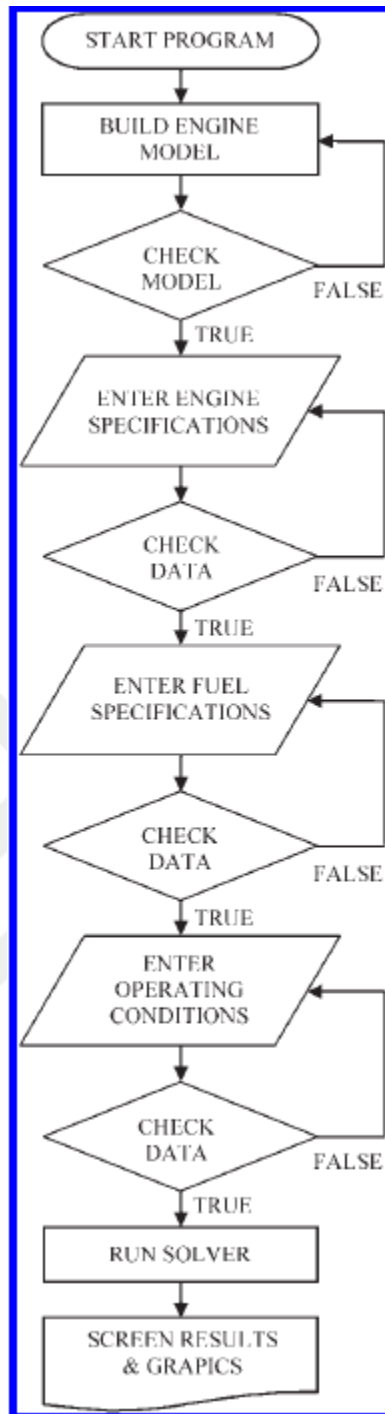 START PROGRAM
BUILD ENGINE
MODEL
CHECK
MODEL
FALSE
TRUE
ENTER ENGINE
SPECIFICATIONS
CHECK
DATA
FALSE
TRUE
ENTER FUEL
SPECIFICATIONS
CHECK
DATA
FALSE
TRUE
ENTER
OPERATING
CONDITIONS
CHECK
DATA
FALSE
TRUE
RUN SOLVER
SCREEN RESULTS
& GRAPICS